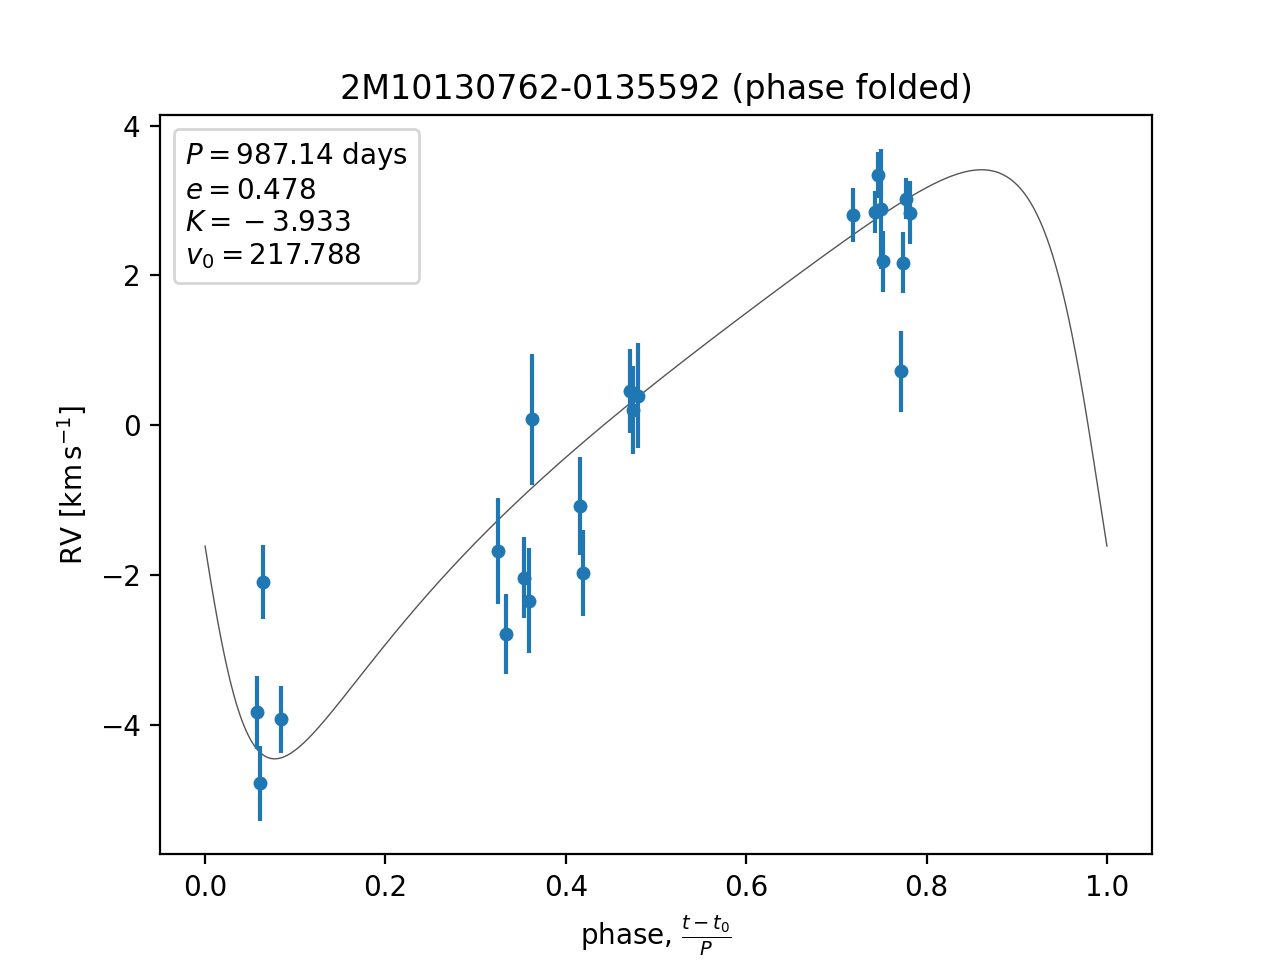 2M10130762-0135592 (phase folded)
P = 987.14 days
e = 0.478
K = −3.933
v₀ = 217.788
4
2
0
−2
−4
RV [km s⁻¹]
0.0 0.2 0.4 0.6 0.8 1.0
phase, (t − t₀)/P